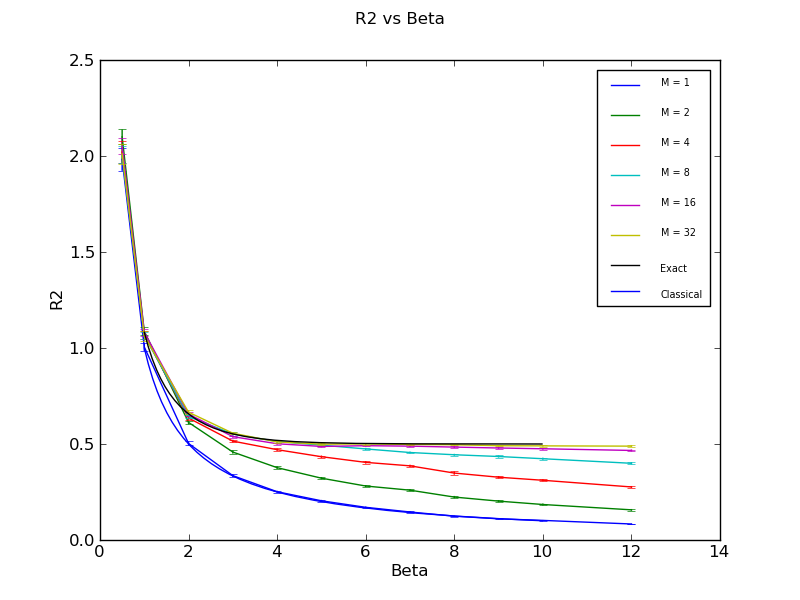 R2 vs Beta
2.5
2.0
1.5
1.0
0.5
0.0
R2
0 2 4 6 8 10 12 14
Beta
M = 1
M = 2
M = 4
M = 8
M = 16
M = 32
Exact
Classical